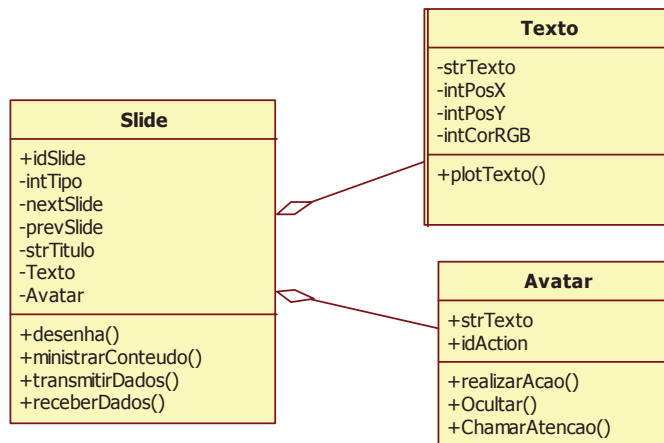 Slide
+idSlide
-intTipo
-nextSlide
-prevSlide
-strTitulo
-Texto
-Avatar
+desenha()
+ministrarConteudo()
+transmitirDados()
+receberDados()
Texto
-strTexto
-intPosX
-intPosY
-intCorRGB
+plotTexto()
Avatar
+strTexto
+idAction
+realizarAcao()
+Ocultar()
+ChamarAtencao()